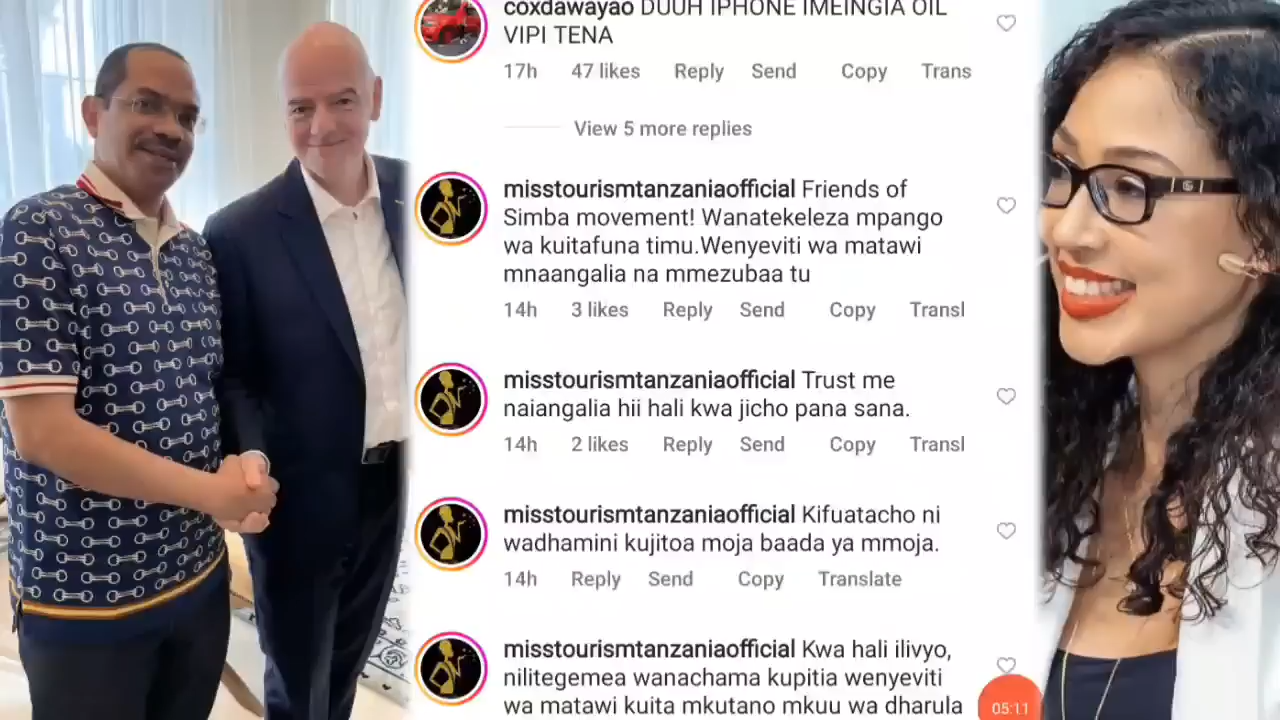 coxdawayao DUUH IPHONE IMEINGIA OIL
VIPI TENA
17h 47 likes Reply Send Copy Trans
View 5 more replies
misstourismtanzaniaofficial Friends of
Simba movement! Wanatekeleza mpango
wa kuitafuna timu.Wenyeviti wa matawi
mnaangalia na mmezubaa tu
14h 3 likes Reply Send Copy Transl
misstourismtanzaniaofficial Trust me
naiangalia hii hali kwa jicho pana sana.
14h 2 likes Reply Send Copy Transl
misstourismtanzaniaofficial Kifuatacho ni
wadhamini kujitoa moja baada ya mmoja.
14h Reply Send Copy Translate
misstourismtanzaniaofficial Kwa hali ilivyo,
nilitegemea wanachama kupitia wenyeviti
wa matawi kuita mkutano mkuu wa dharula
05:11